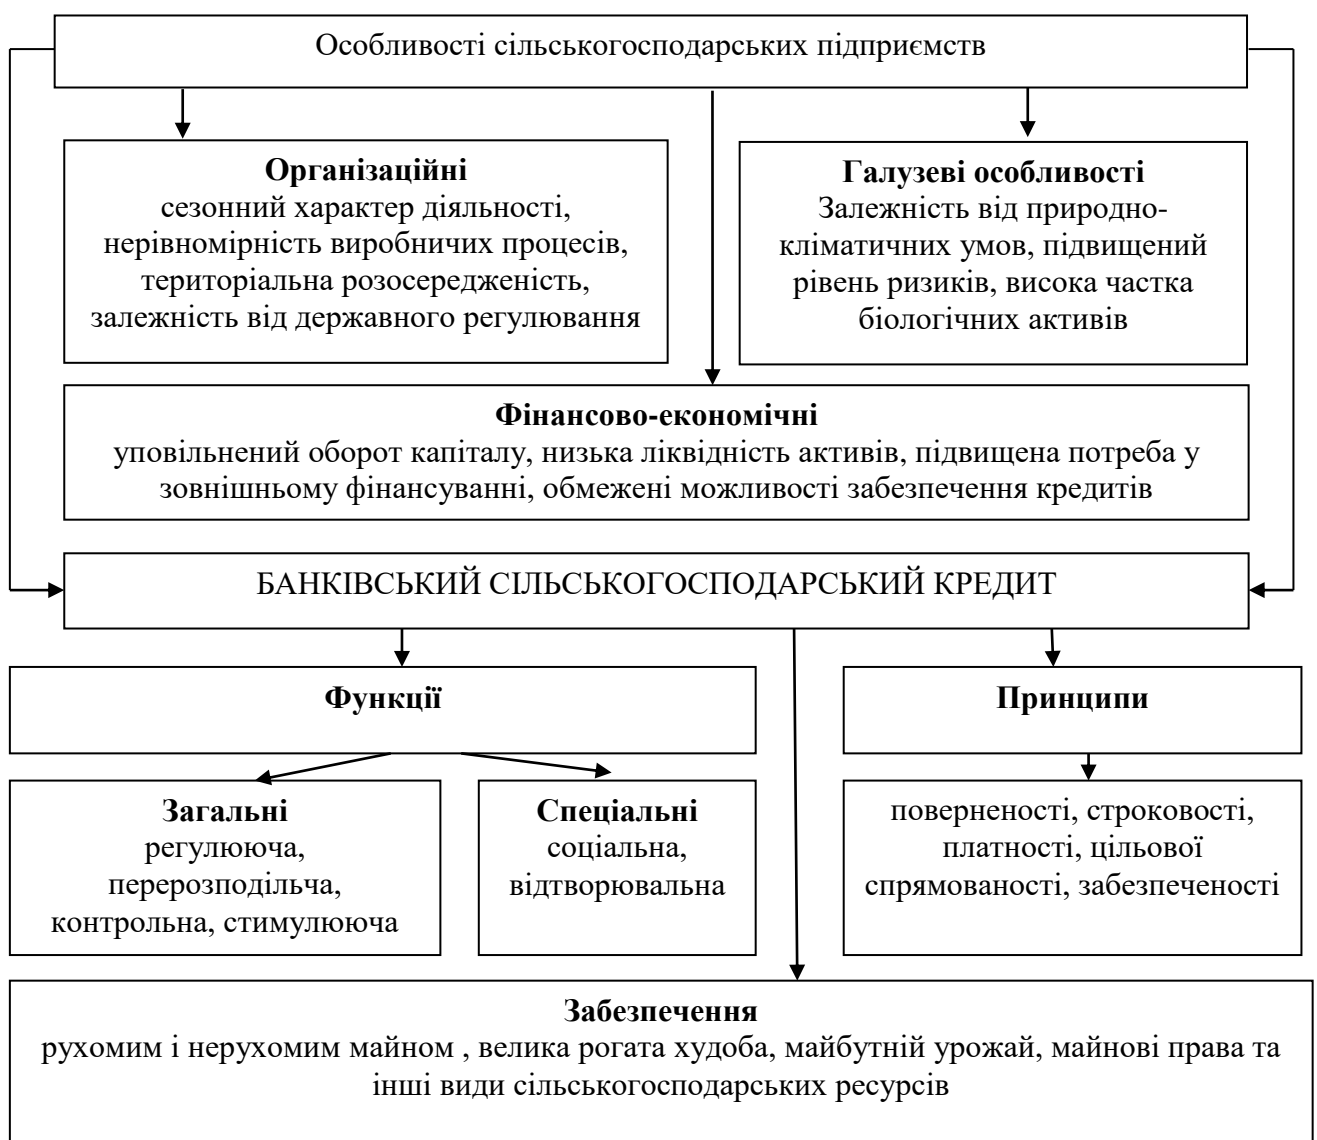 Особливості сільськогосподарських підприємств
Організаційні
сезонний характер діяльності,
нерівномірність виробничих процесів,
територіальна розосередженість,
залежність від державного регулювання
Галузеві особливості
Залежність від природно-
кліматичних умов, підвищений
рівень ризиків, висока частка
біологічних активів
Фінансово-економічні
уповільнений оборот капіталу, низька ліквідність активів, підвищена потреба у
зовнішньому фінансуванні, обмежені можливості забезпечення кредитів
БАНКІВСЬКИЙ СІЛЬСЬКОГОСПОДАРСЬКИЙ КРЕДИТ
Функції
Принципи
Загальні
регулююча,
перерозподільча,
контрольна, стимулююча
Спеціальні
соціальна,
відтворювальна
поверненості, строковості,
платності, цільової
спрямованості, забезпеченості
Забезпечення
рухомим і нерухомим майном , велика рогата худоба, майбутній урожай, майнові права та
інші види сільськогосподарських ресурсів